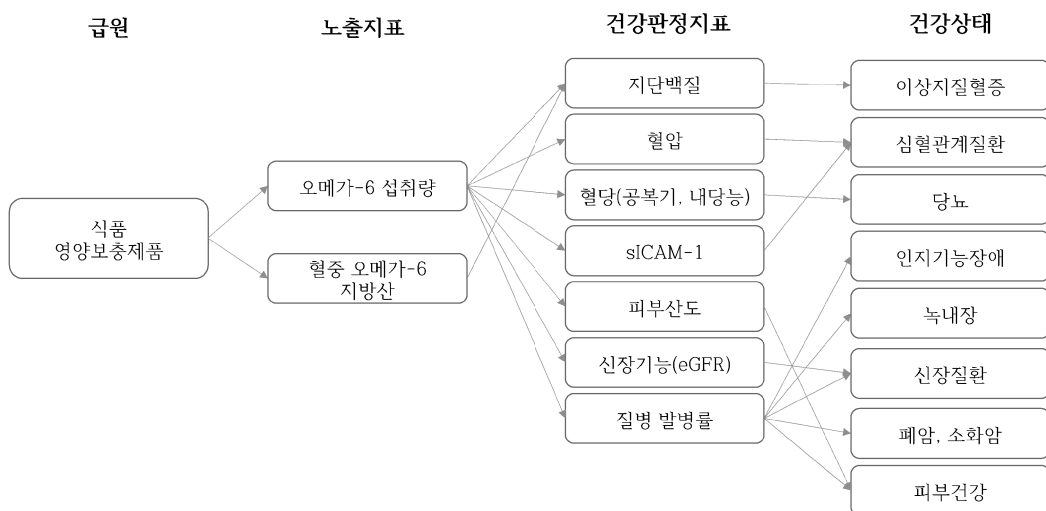 급원
노출지표
건강판정지표
건강상태
식품
영양보충제품
오메가-6 섭취량
혈중 오메가-6
지방산
지단백질
혈압
혈당(공복기, 내당능)
sICAM-1
피부산도
신장기능(eGFR)
질병 발병률
이상지질혈증
심혈관계질환
당뇨
인지기능장애
녹내장
신장질환
폐암, 소화암
피부건강